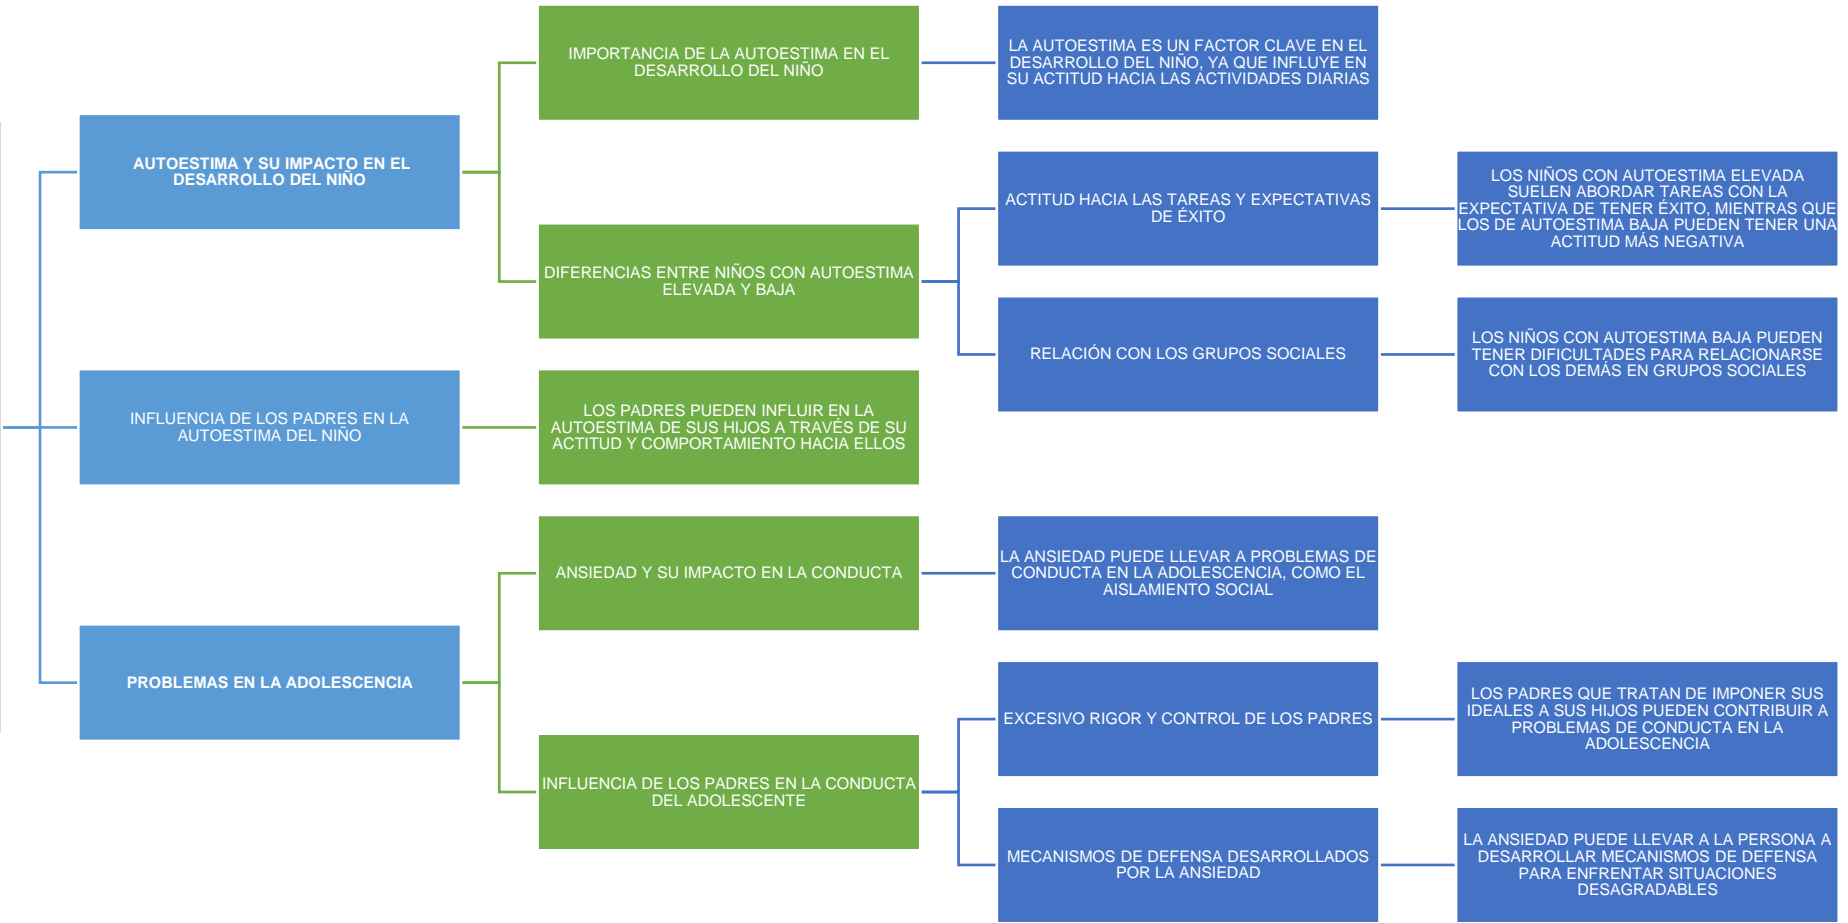 AUTOESTIMA Y SU IMPACTO EN EL
DESARROLLO DEL NIÑO
IMPORTANCIA DE LA AUTOESTIMA EN EL
DESARROLLO DEL NIÑO
LA AUTOESTIMA ES UN FACTOR CLAVE EN EL
DESARROLLO DEL NIÑO, YA QUE INFLUYE EN
SU ACTITUD HACIA LAS ACTIVIDADES DIARIAS
DIFERENCIAS ENTRE NIÑOS CON AUTOESTIMA
ELEVADA Y BAJA
ACTITUD HACIA LAS TAREAS Y EXPECTATIVAS
DE ÉXITO
LOS NIÑOS CON AUTOESTIMA ELEVADA
SUELEN ABORDAR TAREAS CON LA
EXPECTATIVA DE TENER ÉXITO, MIENTRAS QUE
LOS DE AUTOESTIMA BAJA PUEDEN TENER UNA
ACTITUD MÁS NEGATIVA
RELACIÓN CON LOS GRUPOS SOCIALES
LOS NIÑOS CON AUTOESTIMA BAJA PUEDEN
TENER DIFICULTADES PARA RELACIONARSE
CON LOS DEMÁS EN GRUPOS SOCIALES
INFLUENCIA DE LOS PADRES EN LA
AUTOESTIMA DEL NIÑO
LOS PADRES PUEDEN INFLUIR EN LA
AUTOESTIMA DE SUS HIJOS A TRAVÉS DE SU
ACTITUD Y COMPORTAMIENTO HACIA ELLOS
PROBLEMAS EN LA ADOLESCENCIA
ANSIEDAD Y SU IMPACTO EN LA CONDUCTA
LA ANSIEDAD PUEDE LLEVAR A PROBLEMAS DE
CONDUCTA EN LA ADOLESCENCIA, COMO EL
AISLAMIENTO SOCIAL
INFLUENCIA DE LOS PADRES EN LA CONDUCTA
DEL ADOLESCENTE
EXCESIVO RIGOR Y CONTROL DE LOS PADRES
LOS PADRES QUE TRATAN DE IMPONER SUS
IDEALES A SUS HIJOS PUEDEN CONTRIBUIR A
PROBLEMAS DE CONDUCTA EN LA
ADOLESCENCIA
MECANISMOS DE DEFENSA DESARROLLADOS
POR LA ANSIEDAD
LA ANSIEDAD PUEDE LLEVAR A LA PERSONA A
DESARROLLAR MECANISMOS DE DEFENSA
PARA ENFRENTAR SITUACIONES
DESAGRADABLES